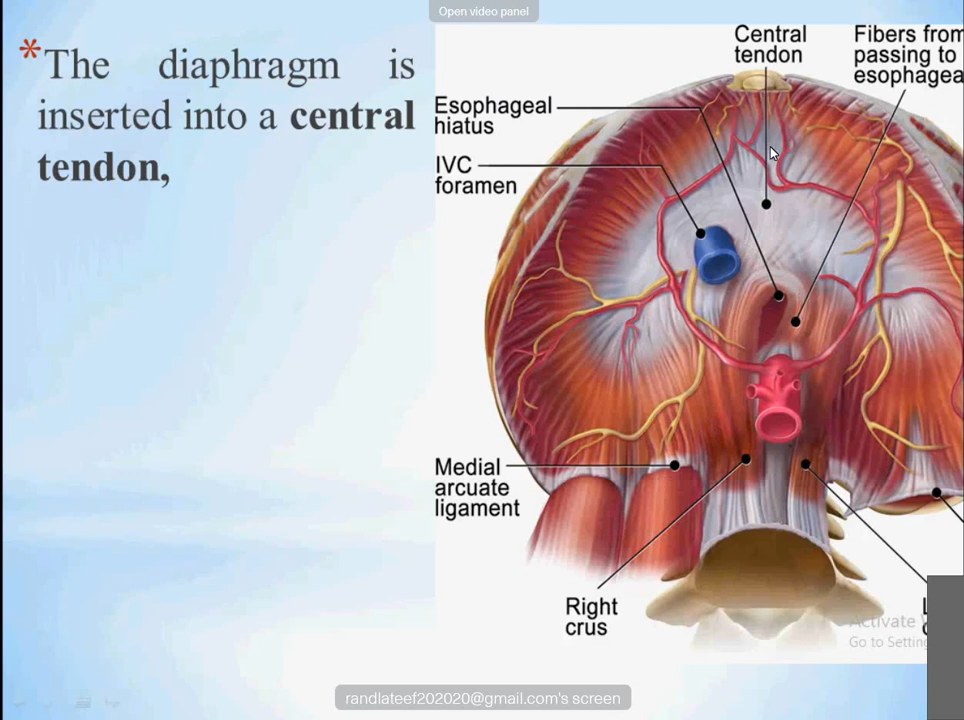 Open video panel
*The diaphragm is
inserted into a central
tendon,
Central
tendon
Fibers from
passing to
esophagea
Esophageal
hiatus
IVC
foramen
Medial
arcuate
ligament
Right
crus
Activate
Go to Setting
randlateef202020@gmail.com's screen